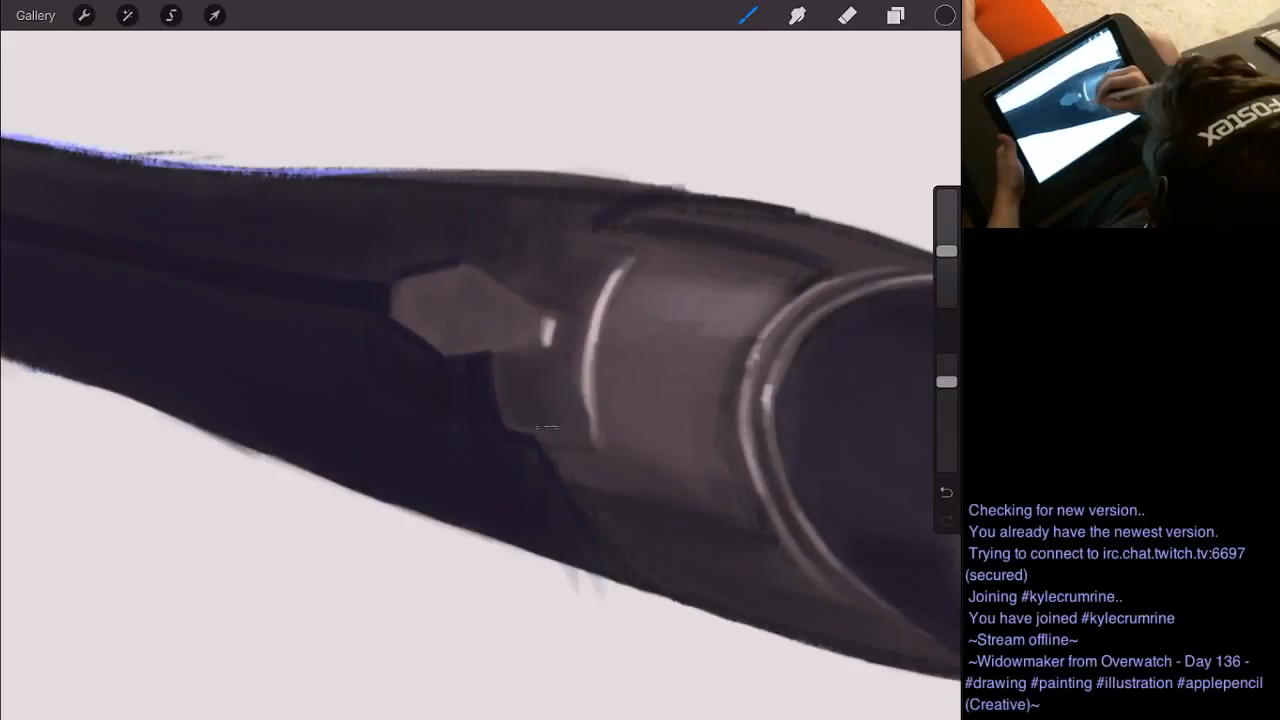 Gallery
Fostex
Checking for new version..
You already have the newest version.
Trying to connect to irc.chat.twitch.tv:6697
(secured)
Joining #kylecrumrine..
You have joined #kylecrumrine
~Stream offline~
~Widowmaker from Overwatch - Day 136 -
#drawing #painting #illustration #applepencil
(Creative)~